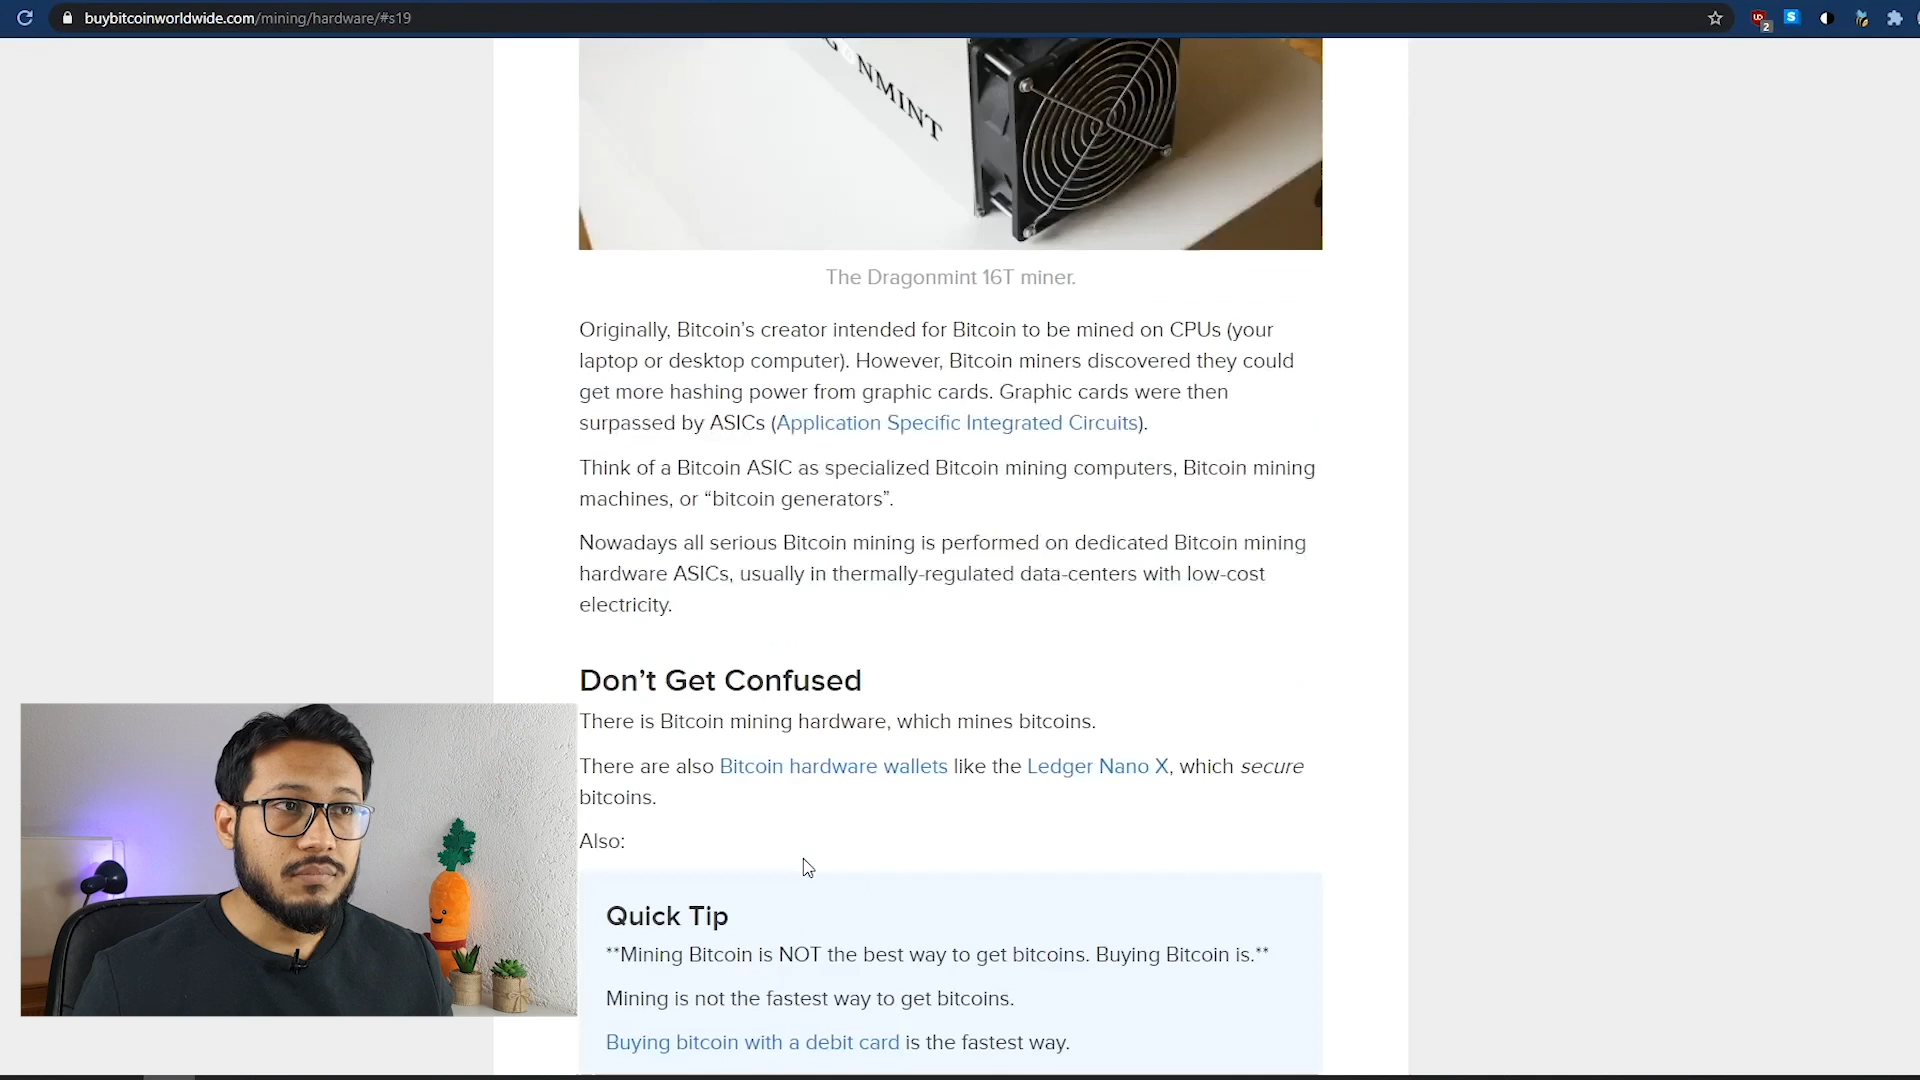 buybitcoinworldwide.com/mining/hardware/#s19
2
S
The Dragonmint 16T miner.
Originally, Bitcoin’s creator intended for Bitcoin to be mined on CPUs (your
laptop or desktop computer). However, Bitcoin miners discovered they could
get more hashing power from graphic cards. Graphic cards were then
surpassed by ASICs (Application Specific Integrated Circuits).
Think of a Bitcoin ASIC as specialized Bitcoin mining computers, Bitcoin mining
machines, or “bitcoin generators”.
Nowadays all serious Bitcoin mining is performed on dedicated Bitcoin mining
hardware ASICs, usually in thermally-regulated data-centers with low-cost
electricity.
Don’t Get Confused
There is Bitcoin mining hardware, which mines bitcoins.
There are also Bitcoin hardware wallets like the Ledger Nano X, which secure
bitcoins.
Also:
Quick Tip
**Mining Bitcoin is NOT the best way to get bitcoins. Buying Bitcoin is.**
Mining is not the fastest way to get bitcoins.
Buying bitcoin with a debit card is the fastest way.